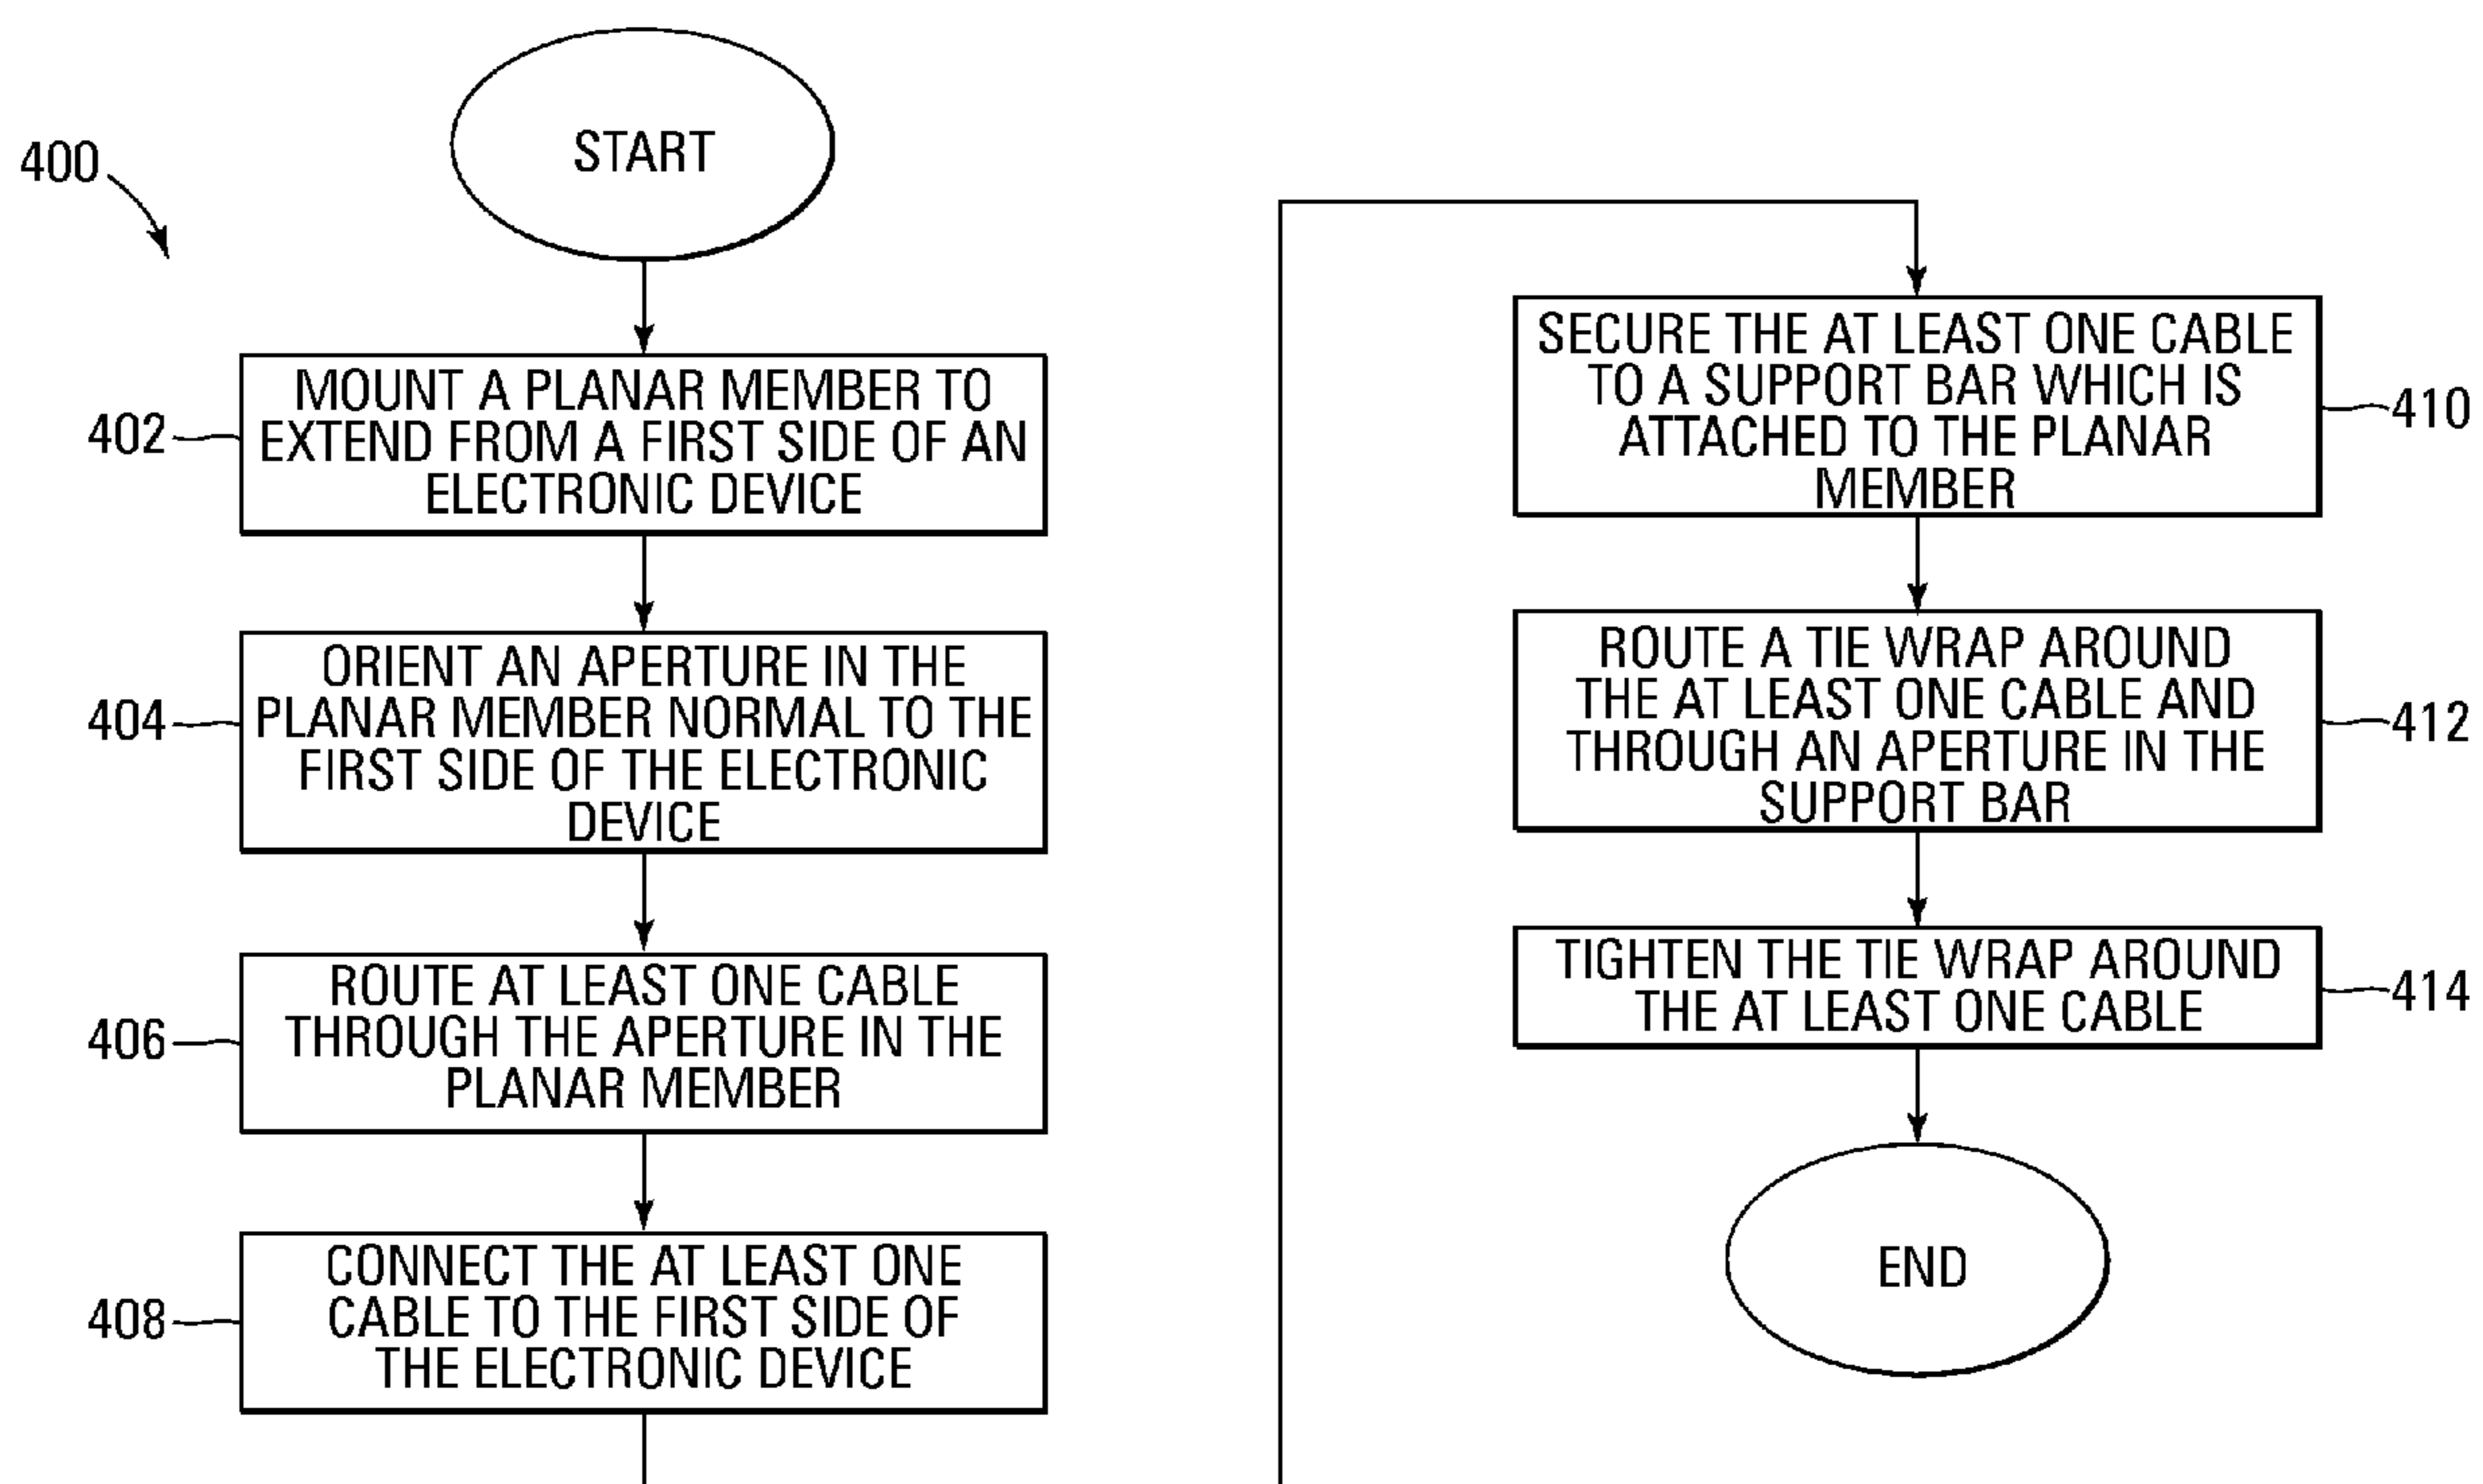 400
START
402
MOUNT A PLANAR MEMBER TO
EXTEND FROM A FIRST SIDE OF AN
ELECTRONIC DEVICE
404
ORIENT AN APERTURE IN THE
PLANAR MEMBER NORMAL TO THE
FIRST SIDE OF THE ELECTRONIC
DEVICE
406
ROUTE AT LEAST ONE CABLE
THROUGH THE APERTURE IN THE
PLANAR MEMBER
408
CONNECT THE AT LEAST ONE
CABLE TO THE FIRST SIDE OF
THE ELECTRONIC DEVICE
SECURE THE AT LEAST ONE CABLE
TO A SUPPORT BAR WHICH IS
ATTACHED TO THE PLANAR
MEMBER
410
ROUTE A TIE WRAP AROUND
THE AT LEAST ONE CABLE AND
THROUGH AN APERTURE IN THE
SUPPORT BAR
412
TIGHTEN THE TIE WRAP AROUND
THE AT LEAST ONE CABLE
414
END